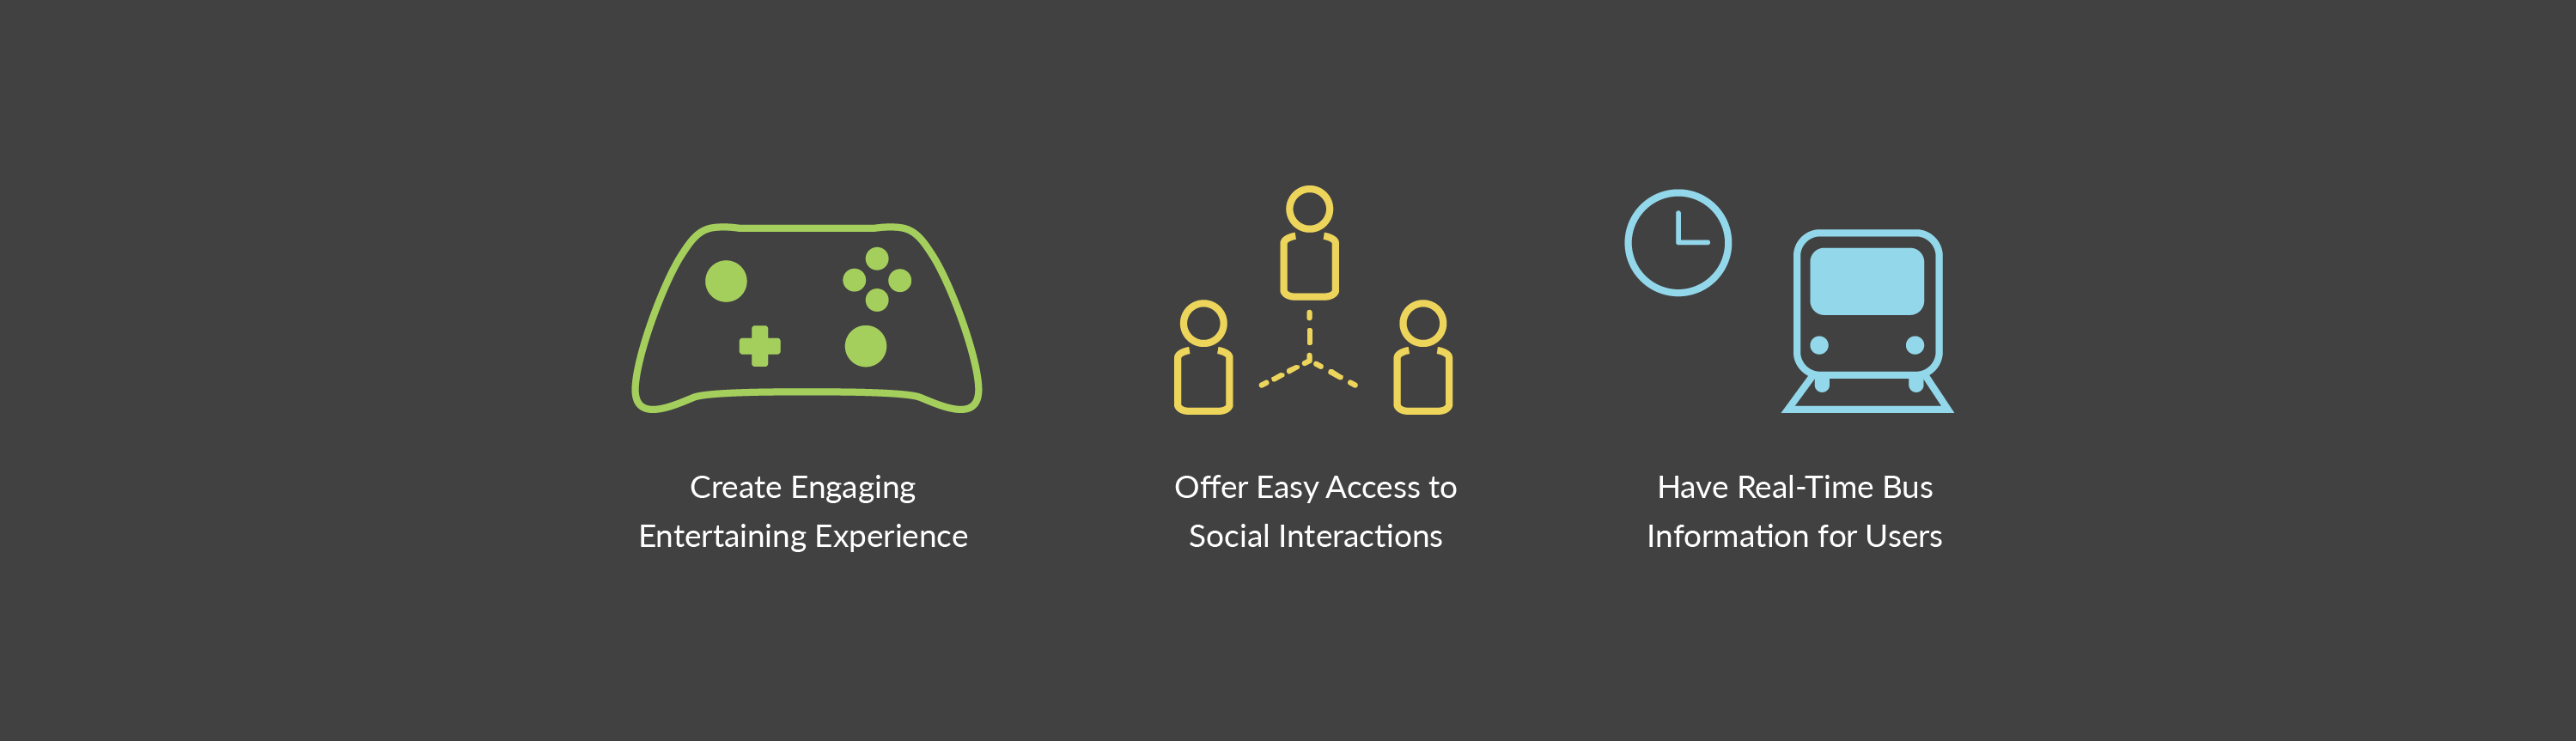 Create Engaging
Entertaining Experience
Offer Easy Access to
Social Interactions
Have Real-Time Bus
Information for Users